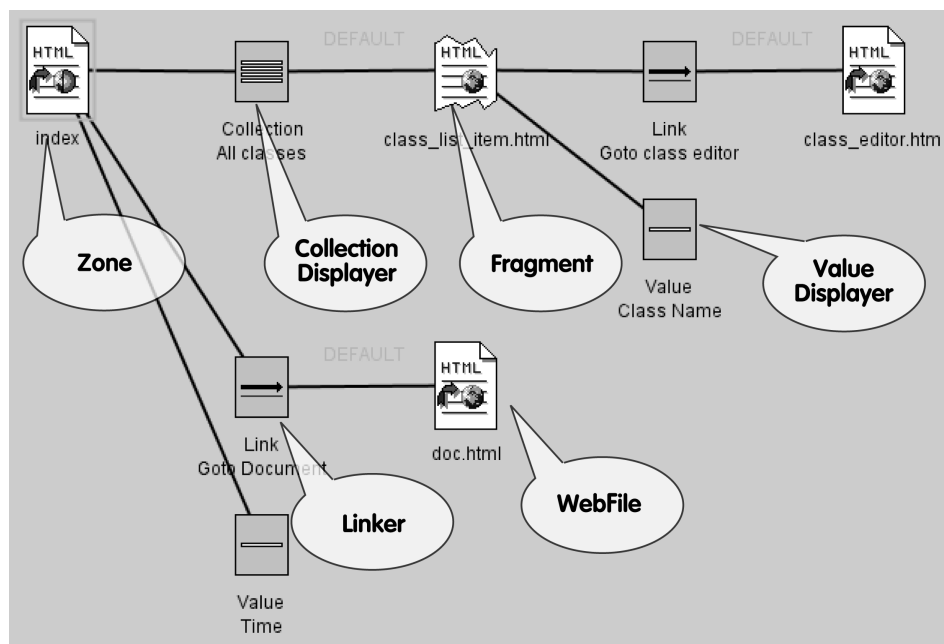 DEFAULT
DEFAULT
HTML
HTML
HTML
index
Collection
All classes
class_list_item.html
Link
Goto class editor
class_editor.htm
Zone
Collection
Displayer
Fragment
Value
Displayer
Value
Class Name
DEFAULT
HTML
Link
Goto Document
doc.html
Linker
WebFile
Value
Time